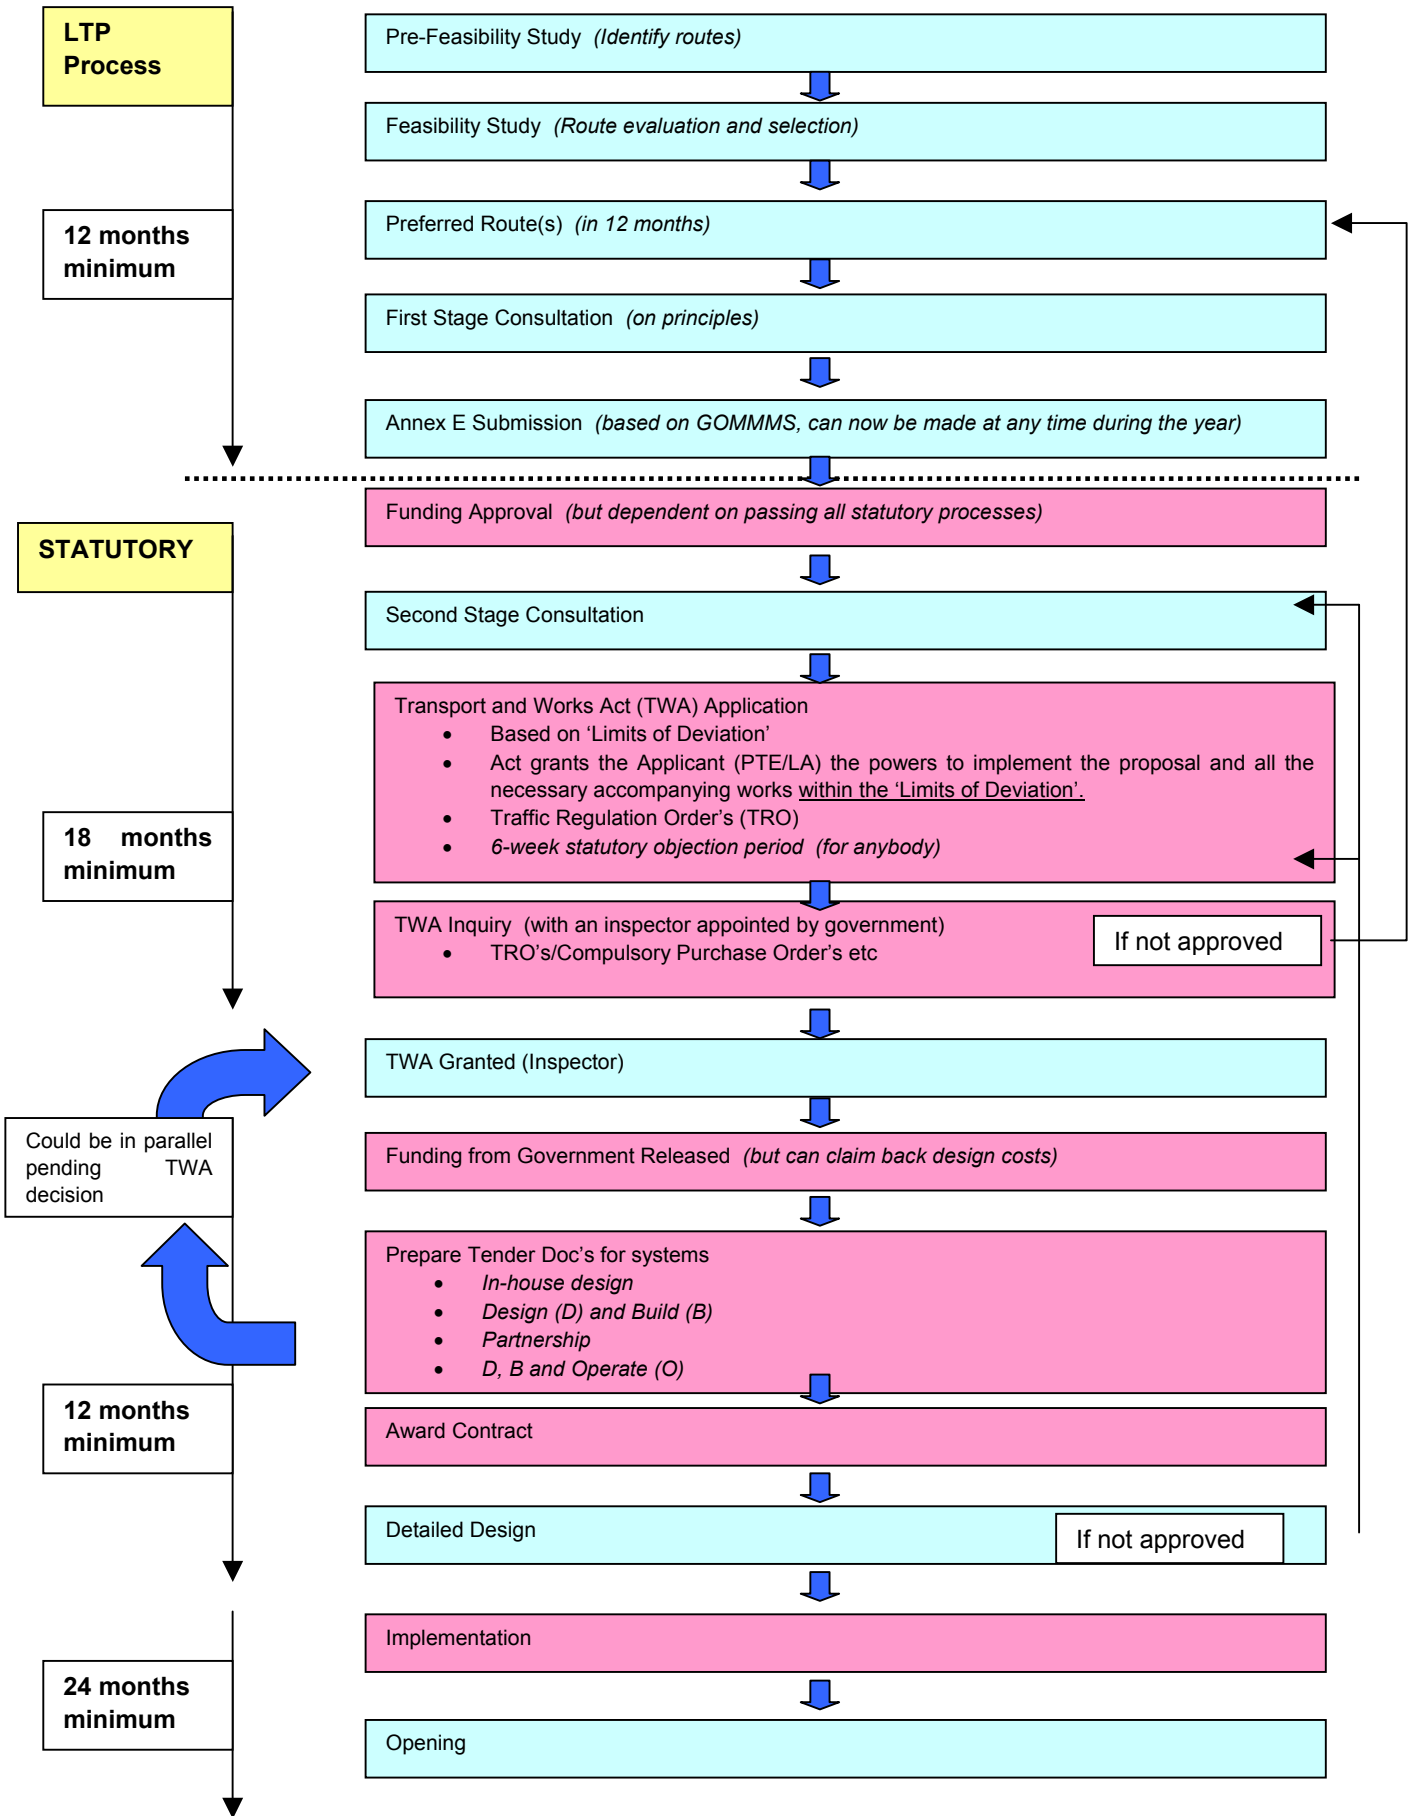 LTP
Process
Pre-Feasibility Study (Identify routes)
Feasibility Study (Route evaluation and selection)
12 months
minimum
Preferred Route(s) (in 12 months)
First Stage Consultation (on principles)
Annex E Submission (based on GOMMMS, can now be made at any time during the year)
Funding Approval (but dependent on passing all statutory processes)
STATUTORY
Second Stage Consultation
Transport and Works Act (TWA) Application
• Based on ‘Limits of Deviation’
• Act grants the Applicant (PTE/LA) the powers to implement the proposal and all the
necessary accompanying works within the ‘Limits of Deviation’.
• Traffic Regulation Order’s (TRO)
• 6-week statutory objection period (for anybody)
18 months
minimum
TWA Inquiry (with an inspector appointed by government)
• TRO’s/Compulsory Purchase Order’s etc
If not approved
TWA Granted (Inspector)
Could be in parallel
pending TWA
decision
Funding from Government Released (but can claim back design costs)
Prepare Tender Doc’s for systems
• In-house design
• Design (D) and Build (B)
• Partnership
• D, B and Operate (O)
12 months
minimum
Award Contract
Detailed Design
If not approved
Implementation
24 months
minimum
Opening